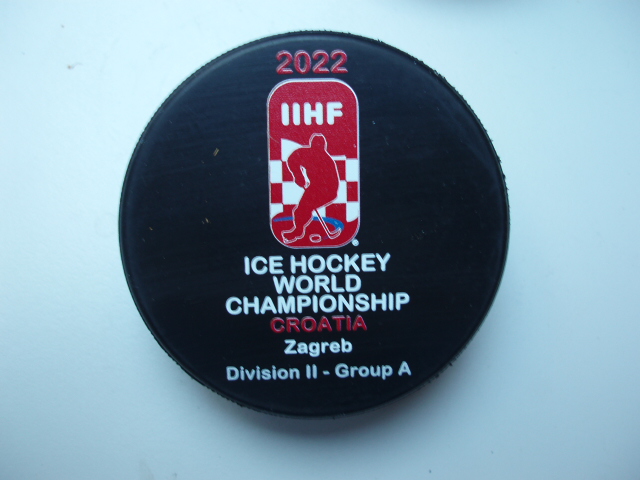 2022
IIHF
ICE HOCKEY
WORLD
CHAMPIONSHIP
CROATIA
Zagreb
Division II - Group A